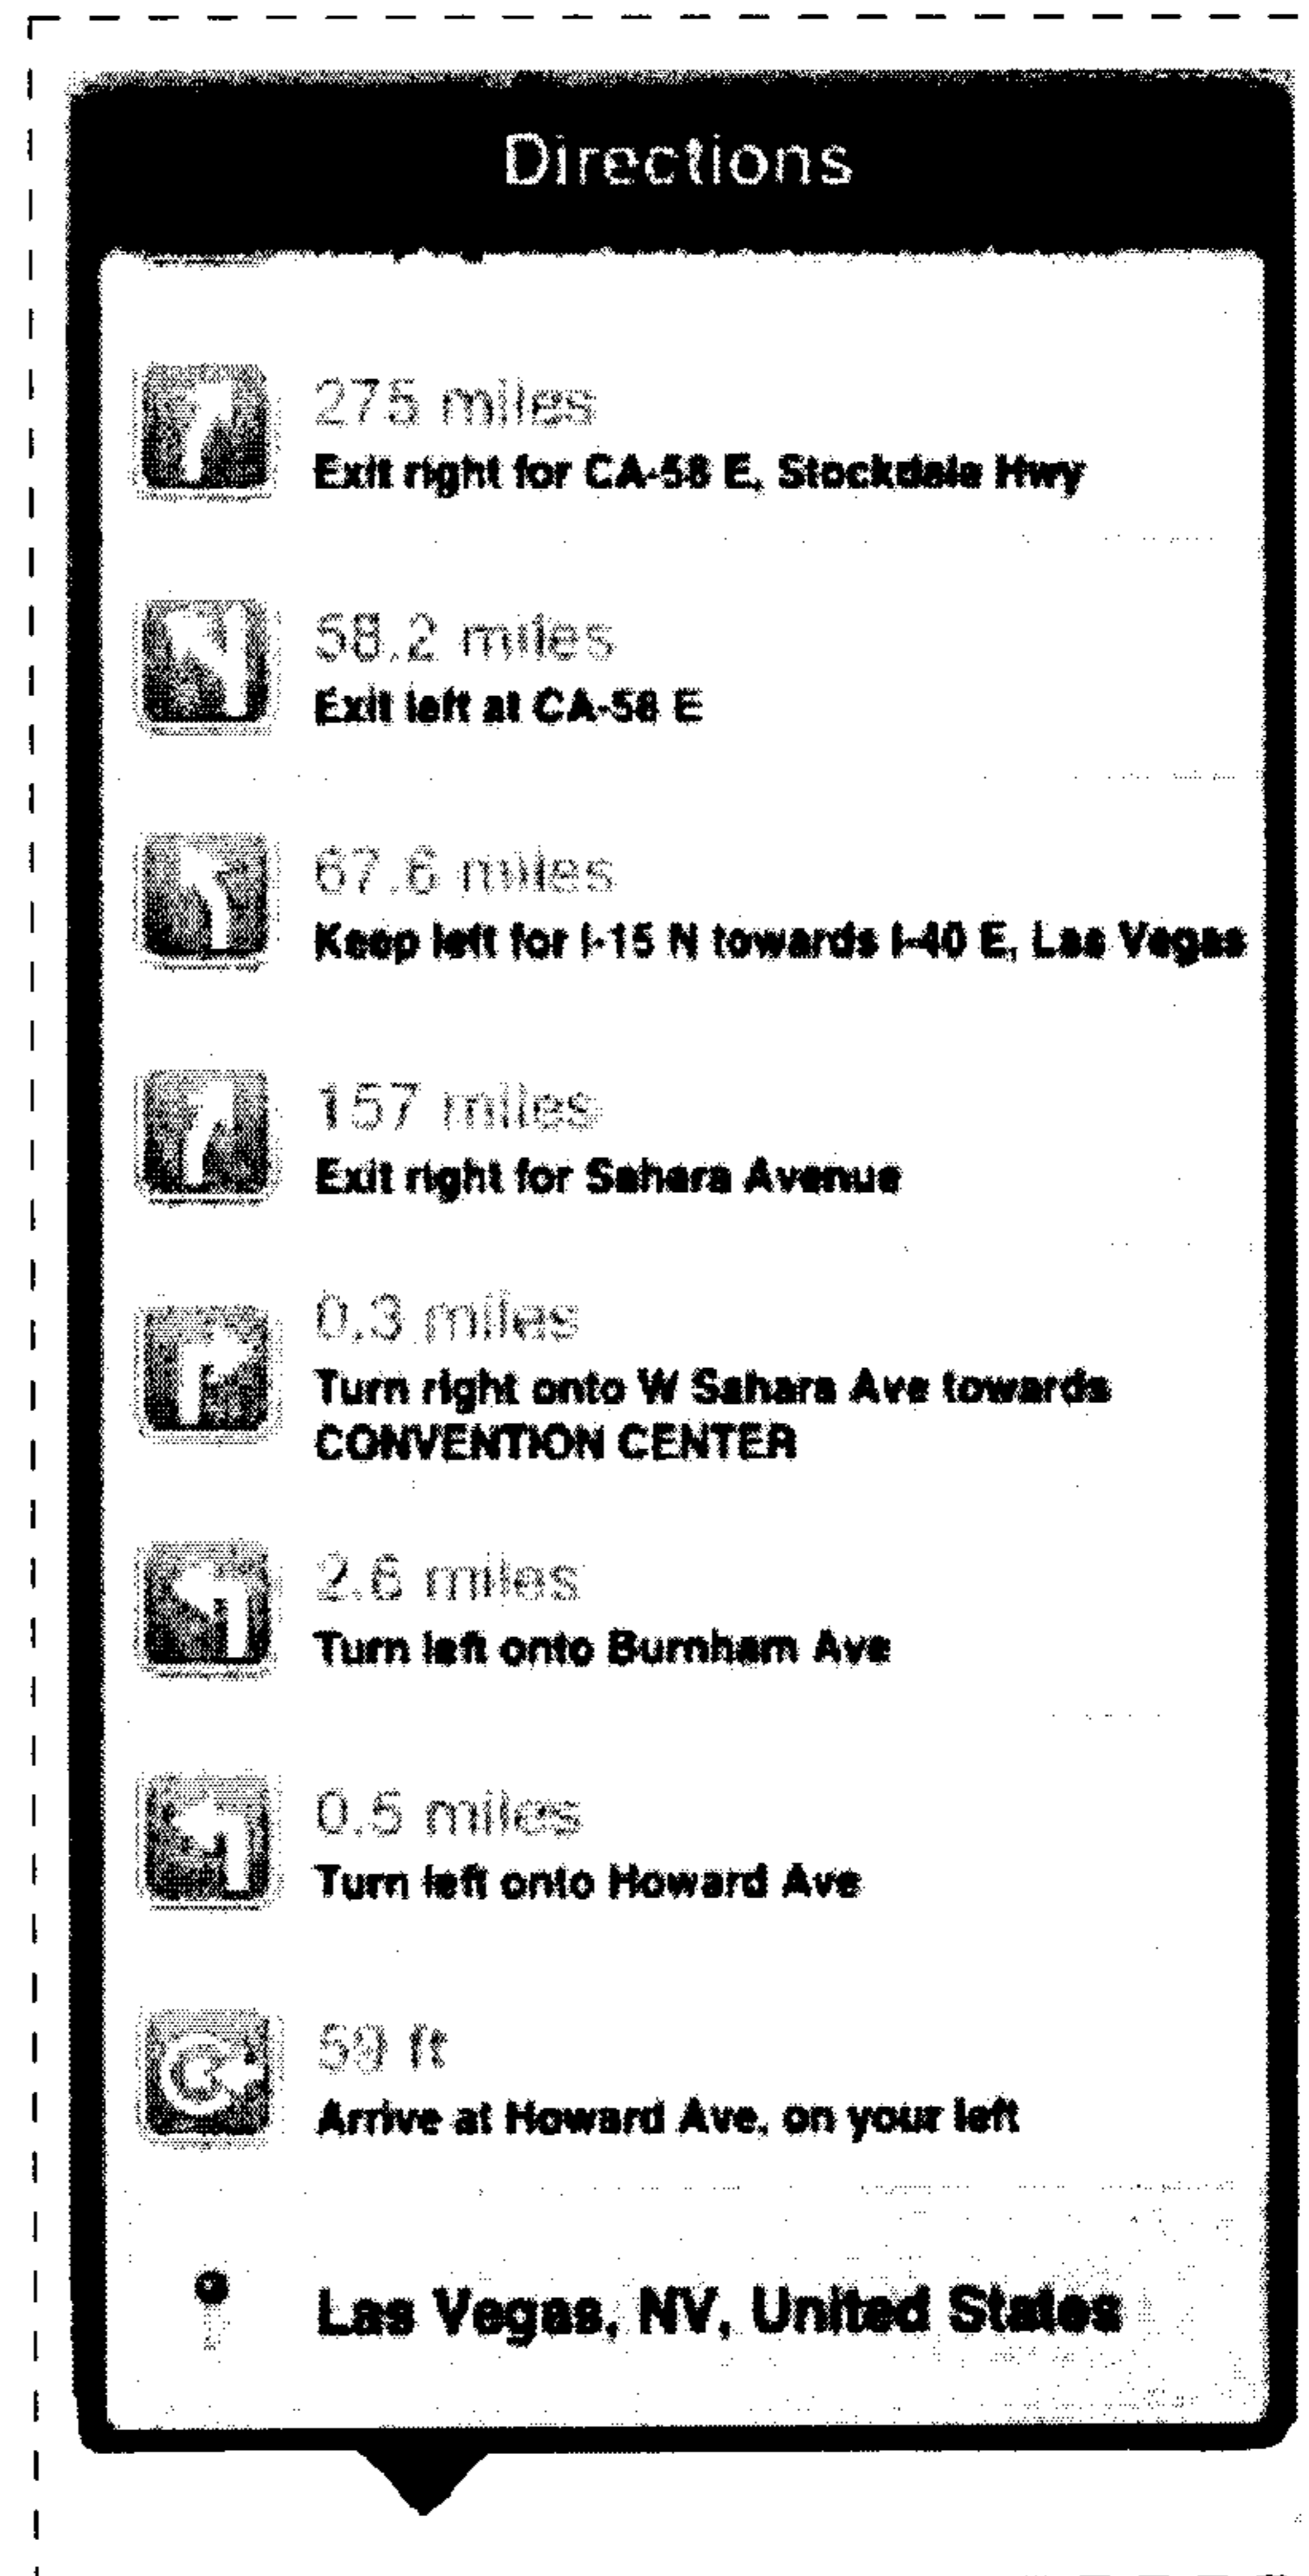 Directions
275 miles
Exit right for CA-58 E, Stockdale Hwy
58.2 miles
Exit left at CA-58 E
67.6 miles
Keep left for I-15 N towards I-40 E, Las Vegas
157 miles
Exit right for Sahara Avenue
0.3 miles
Turn right onto W Sahara Ave towards
CONVENTION CENTER
2.6 miles
Turn left onto Burnham Ave
0.5 miles
Turn left onto Howard Ave
59 ft
Arrive at Howard Ave, on your left
Las Vegas, NV, United States